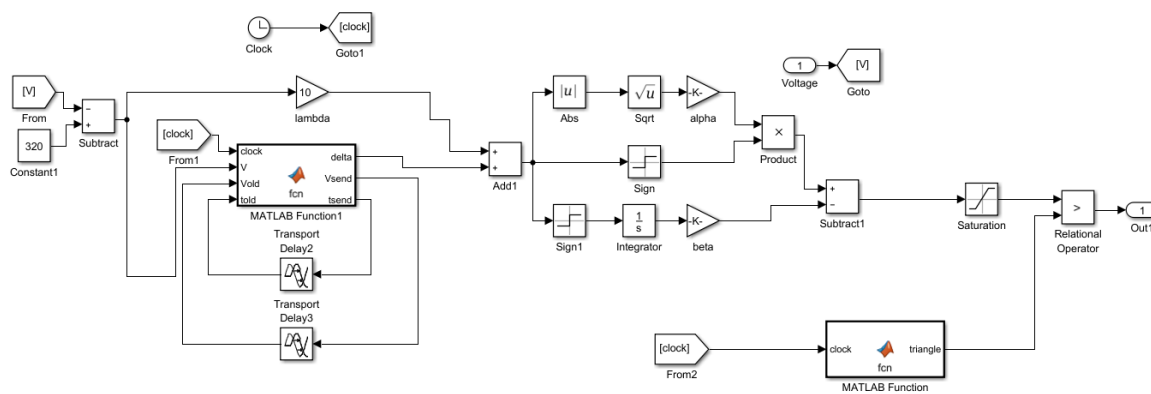 [clock]
Clock
Goto1
[V]
From
320
Constant1
−
+
Subtract
10
lambda
[clock]
From1
clock
V
Vold
told
fcn
delta
Vsend
tsend
MATLAB Function1
Transport
Delay2
Transport
Delay3
+
+
Add1
|u|
Abs
√u
Sqrt
-K-
alpha
1
Voltage
[V]
Goto
×
Product
Sign
Sign1
1
s
Integrator
-K-
beta
+
−
Subtract1
Saturation
>
Relational
Operator
1
Out1
[clock]
From2
clock
fcn
triangle
MATLAB Function